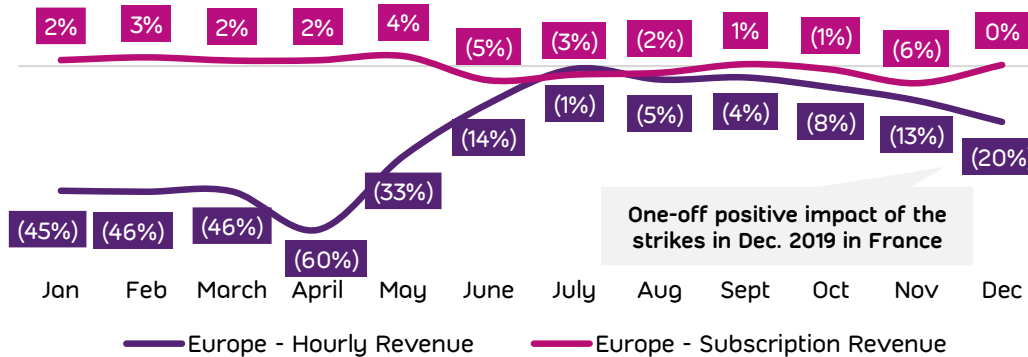 2% 3% 2% 2% 4% (5%) (3%) (2%) 1% (1%) (6%) 0%
(45%) (46%) (46%) (60%) (33%) (14%) (1%) (5%) (4%) (8%) (13%) (20%)
One-off positive impact of the
strikes in Dec. 2019 in France
Jan Feb March April May June July Aug Sept Oct Nov Dec
Europe - Hourly Revenue Europe - Subscription Revenue